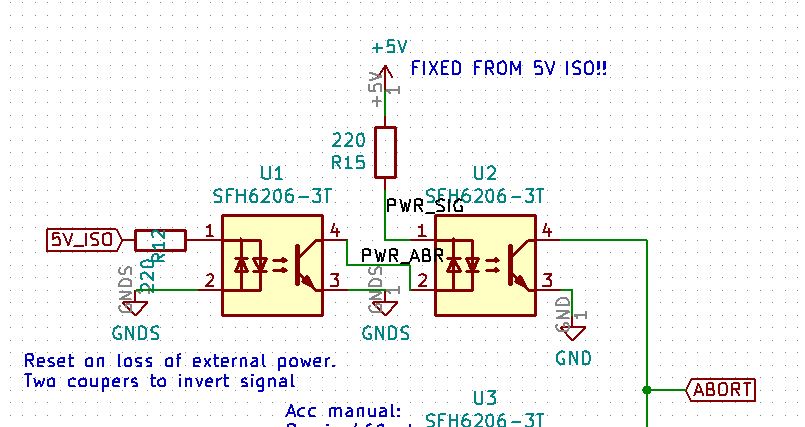 +5V
+5V
1
FIXED FROM 5V ISO!!
220
R15
U1
SFH6206-3T
U2
SFH6206-3T
PWR_SIG
5V_ISO
R12
220
1
2
4
3
PWR_ABR
1
2
4
3
GNDS
GNDS
1
GND
1
GNDS
GNDS
GND
Reset on loss of external power.
Two coupers to invert signal
ABORT
U3
Acc manual:
SFH6206-3T